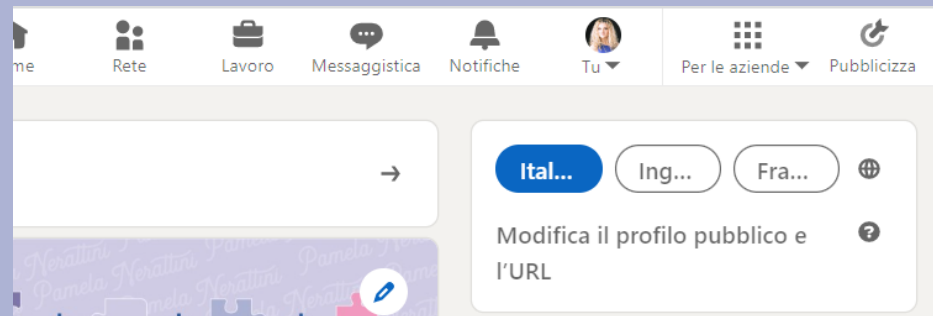 me
Rete
Lavoro
Messaggistica
Notifiche
Tu
Per le aziende
Pubblicizza
Ital...
Ing...
Fra...
Modifica il profilo pubblico e
l'URL
Pamela Nerattini